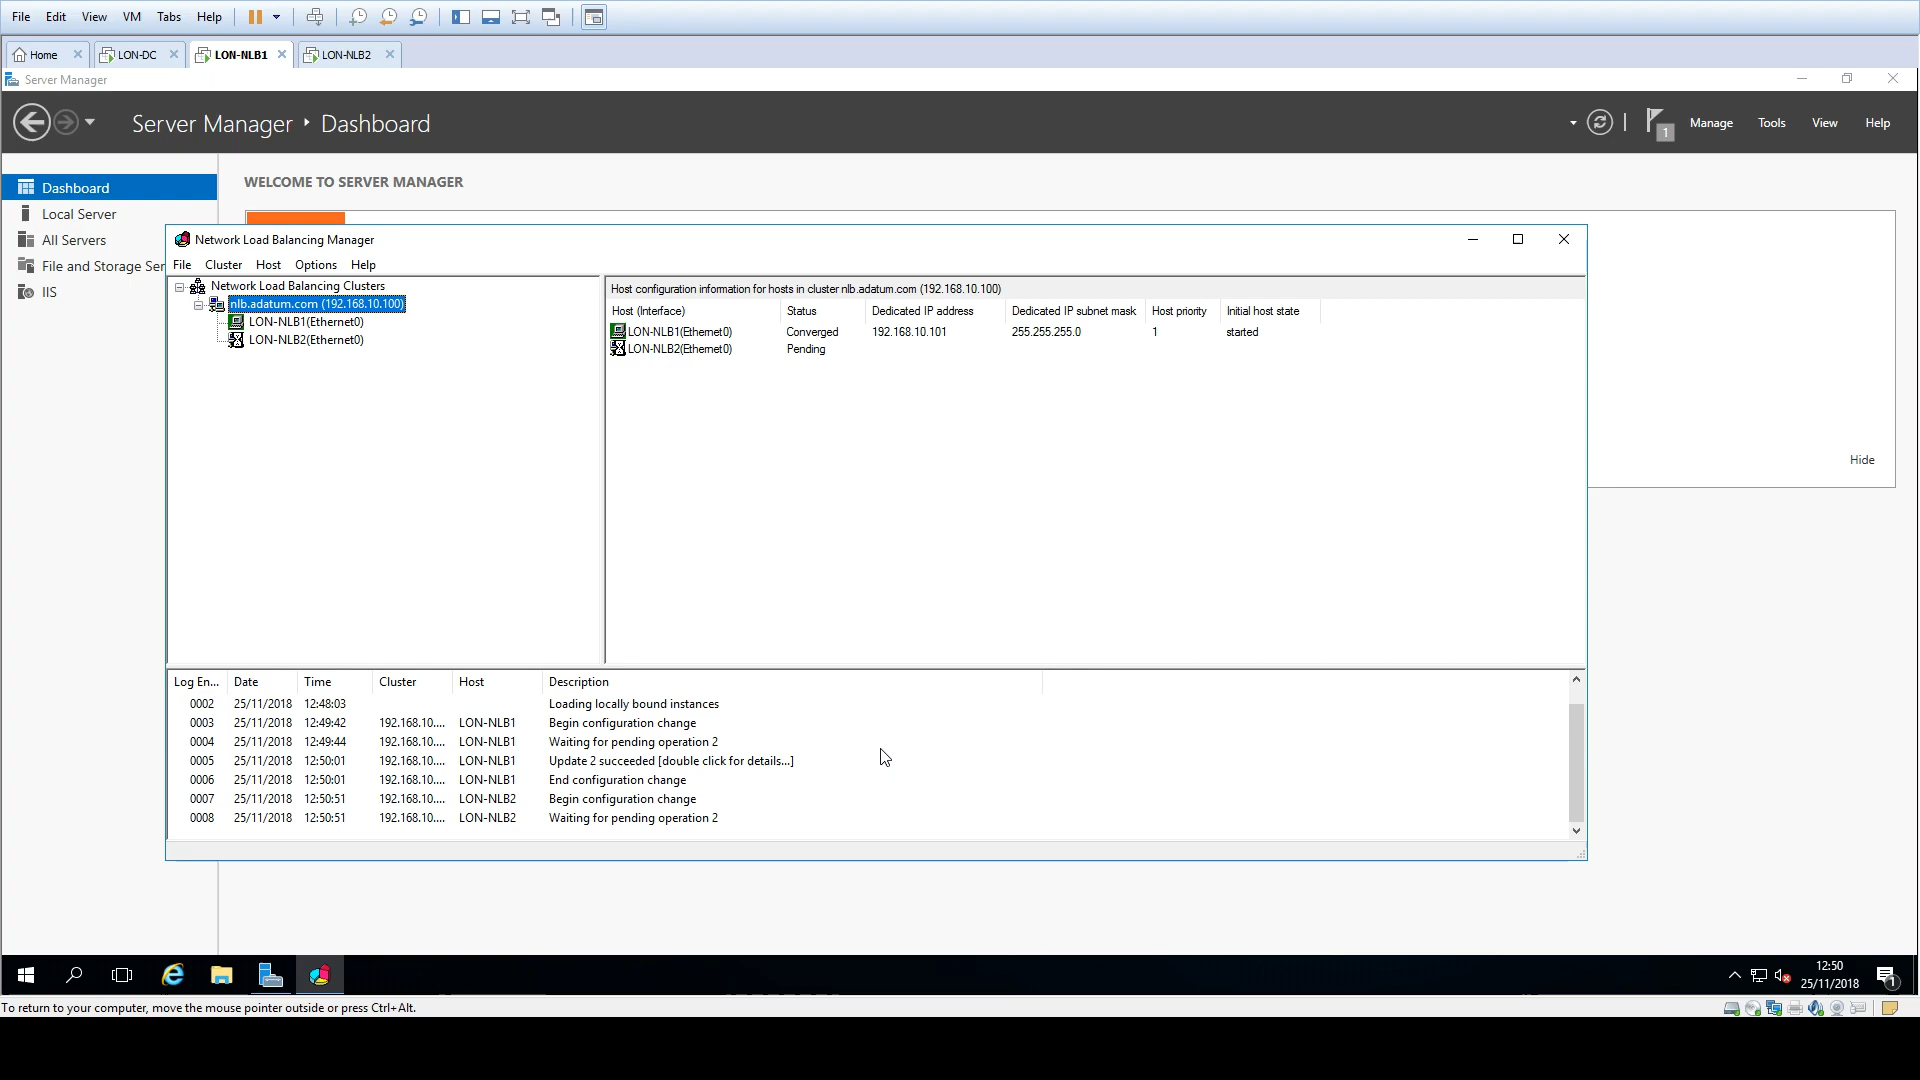 File Edit View VM Tabs Help
Home LON-DC LON-NLB1 LON-NLB2
Server Manager
Server Manager Dashboard
1 Manage Tools View Help
Dashboard
Local Server
All Servers
File and Storage Ser
IIS
WELCOME TO SERVER MANAGER
Hide
Network Load Balancing Manager
File Cluster Host Options Help
Network Load Balancing Clusters
nlb.adatum.com (192.168.10.100)
LON-NLB1(Ethernet0)
LON-NLB2(Ethernet0)
Host configuration information for hosts in cluster nlb.adatum.com (192.168.10.100)
Host (Interface) Status Dedicated IP address Dedicated IP subnet mask Host priority Initial host state
LON-NLB1(Ethernet0) Converged 192.168.10.101 255.255.255.0 1 started
LON-NLB2(Ethernet0) Pending
Log En... Date Time Cluster Host Description
0002 25/11/2018 12:48:03 Loading locally bound instances
0003 25/11/2018 12:49:42 192.168.10.... LON-NLB1 Begin configuration change
0004 25/11/2018 12:49:44 192.168.10.... LON-NLB1 Waiting for pending operation 2
0005 25/11/2018 12:50:01 192.168.10.... LON-NLB1 Update 2 succeeded [double click for details...]
0006 25/11/2018 12:50:01 192.168.10.... LON-NLB1 End configuration change
0007 25/11/2018 12:50:51 192.168.10.... LON-NLB2 Begin configuration change
0008 25/11/2018 12:50:51 192.168.10.... LON-NLB2 Waiting for pending operation 2
12:50
25/11/2018
1
To return to your computer, move the mouse pointer outside or press Ctrl+Alt.